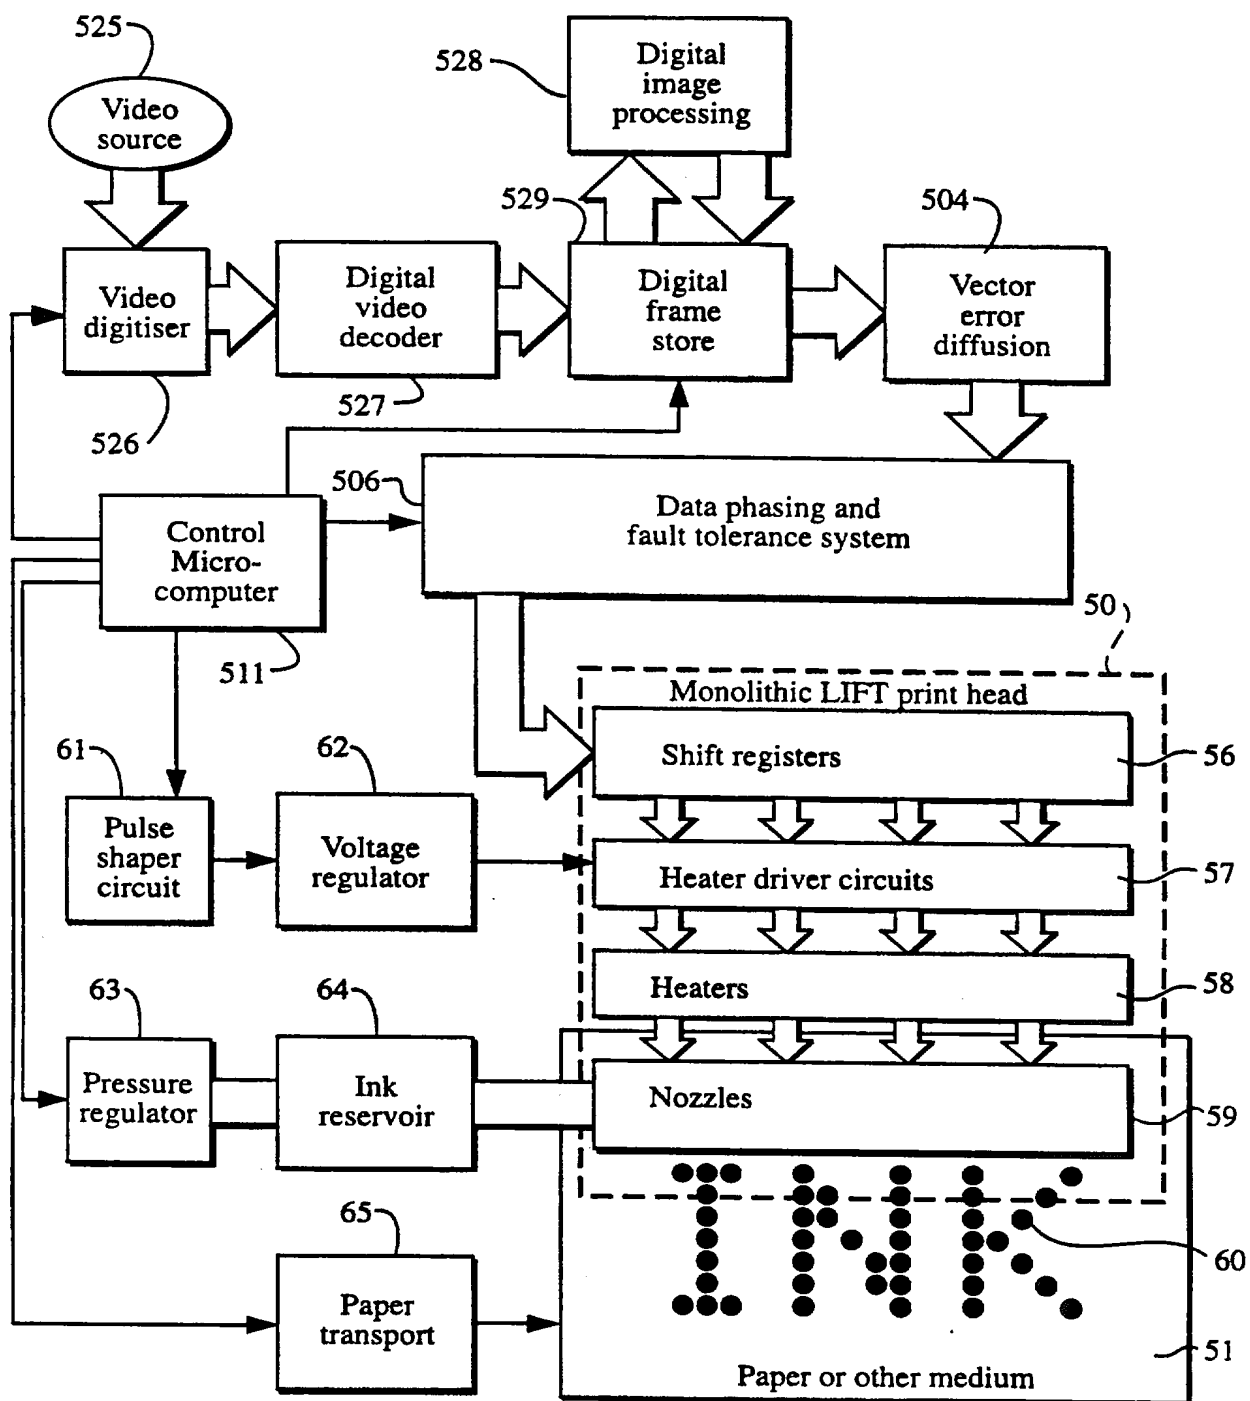 525
Video
source
528
Digital
image
processing
529
504
Video
digitiser
Digital
video
decoder
Digital
frame
store
Vector
error
diffusion
526
527
506
Control
Micro-
computer
Data phasing and
fault tolerance system
511
50
Monolithic LIFT print head
Shift registers
56
61
62
Pulse
shaper
circuit
Voltage
regulator
Heater driver circuits
57
Heaters
58
63
64
Pressure
regulator
Ink
reservoir
Nozzles
59
INK
60
65
Paper
transport
51
Paper or other medium